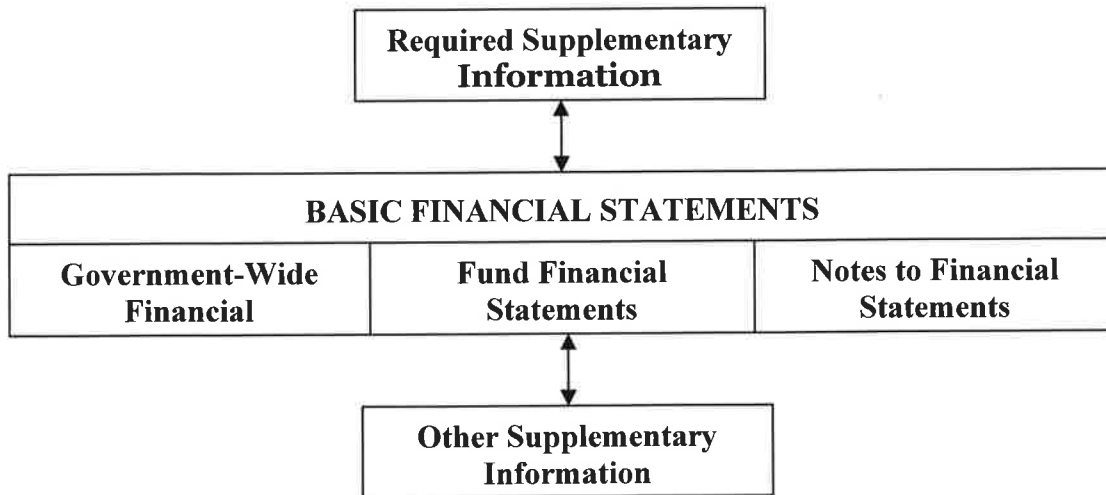 Required Supplementary
Information
BASIC FINANCIAL STATEMENTS
Government-Wide
Financial
Fund Financial
Statements
Notes to Financial
Statements
Other Supplementary
Information